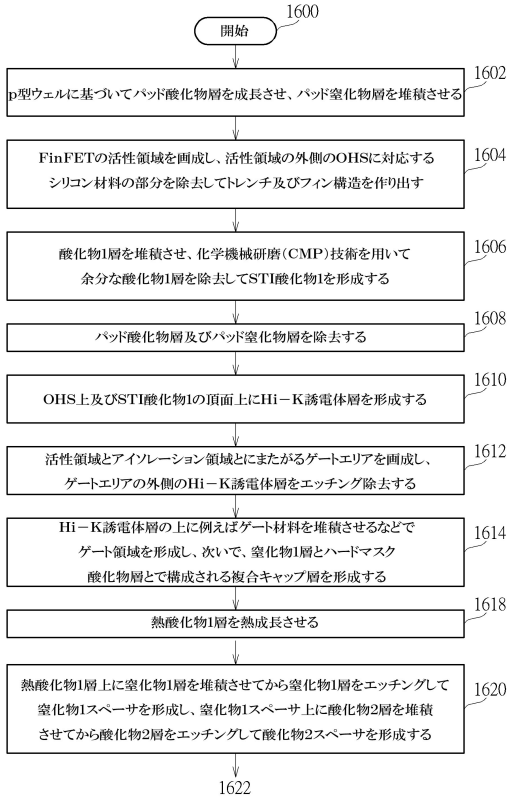 開始
1600
p型ウェルに基づいてパッド酸化物層を成長させ、パッド窒化物層を堆積させる
1602
FinFETの活性領域を画成し、活性領域の外側のOHSに対応する
シリコン材料の部分を除去してトレンチ及びフィン構造を作り出す
1604
酸化物1層を堆積させ、化学機械研磨(CMP)技術を用いて
余分な酸化物1層を除去してSTI酸化物1を形成する
1606
パッド酸化物層及びパッド窒化物層を除去する
1608
OHS上及びSTI酸化物1の頂面上にHi－K誘電体層を形成する
1610
活性領域とアイソレーション領域とにまたがるゲートエリアを画成し、
ゲートエリアの外側のHi－K誘電体層をエッチング除去する
1612
Hi－K誘電体層の上に例えばゲート材料を堆積させるなどで
ゲート領域を形成し、次いで、窒化物1層とハードマスク
酸化物層とで構成される複合キャップ層を形成する
1614
熱酸化物1層を熱成長させる
1618
熱酸化物1層上に窒化物1層を堆積させてから窒化物1層をエッチングして
窒化物1スペーサを形成し、窒化物1スペーサ上に酸化物2層を堆積
させてから酸化物2層をエッチングして酸化物2スペーサを形成する
1620
1622